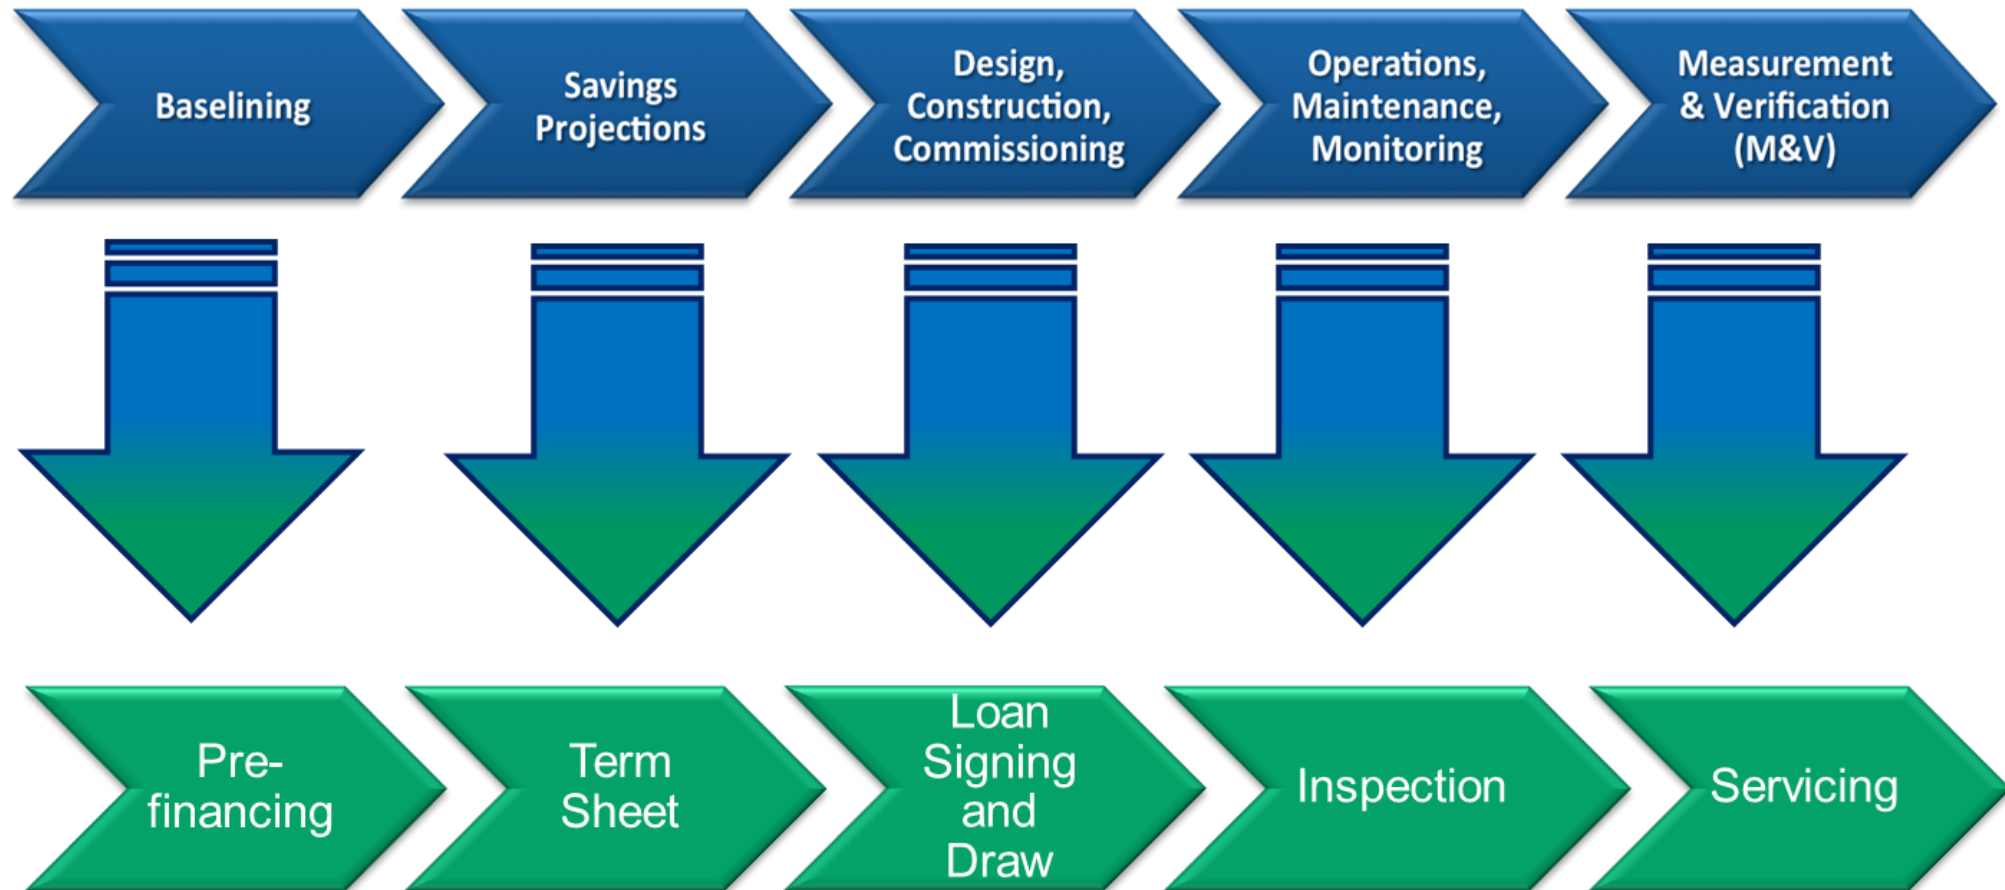 Baselining
Savings
Projections
Design,
Construction,
Commissioning
Operations,
Maintenance,
Monitoring
Measurement
& Verification
(M&V)
Pre-
financing
Term
Sheet
Loan
Signing
and
Draw
Inspection
Servicing